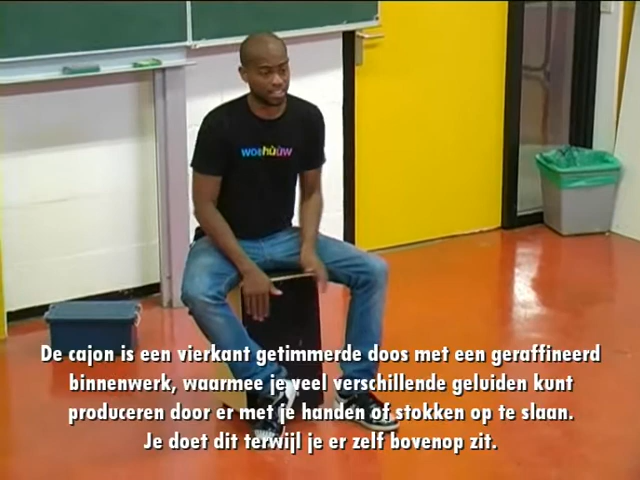 woehùùw
De cajon is een vierkant getimmerde doos met een geraffineerd
binnenwerk, waarmee je veel verschillende geluiden kunt
produceren door er met je handen of stokken op te slaan.
Je doet dit terwijl je er zelf bovenop zit.